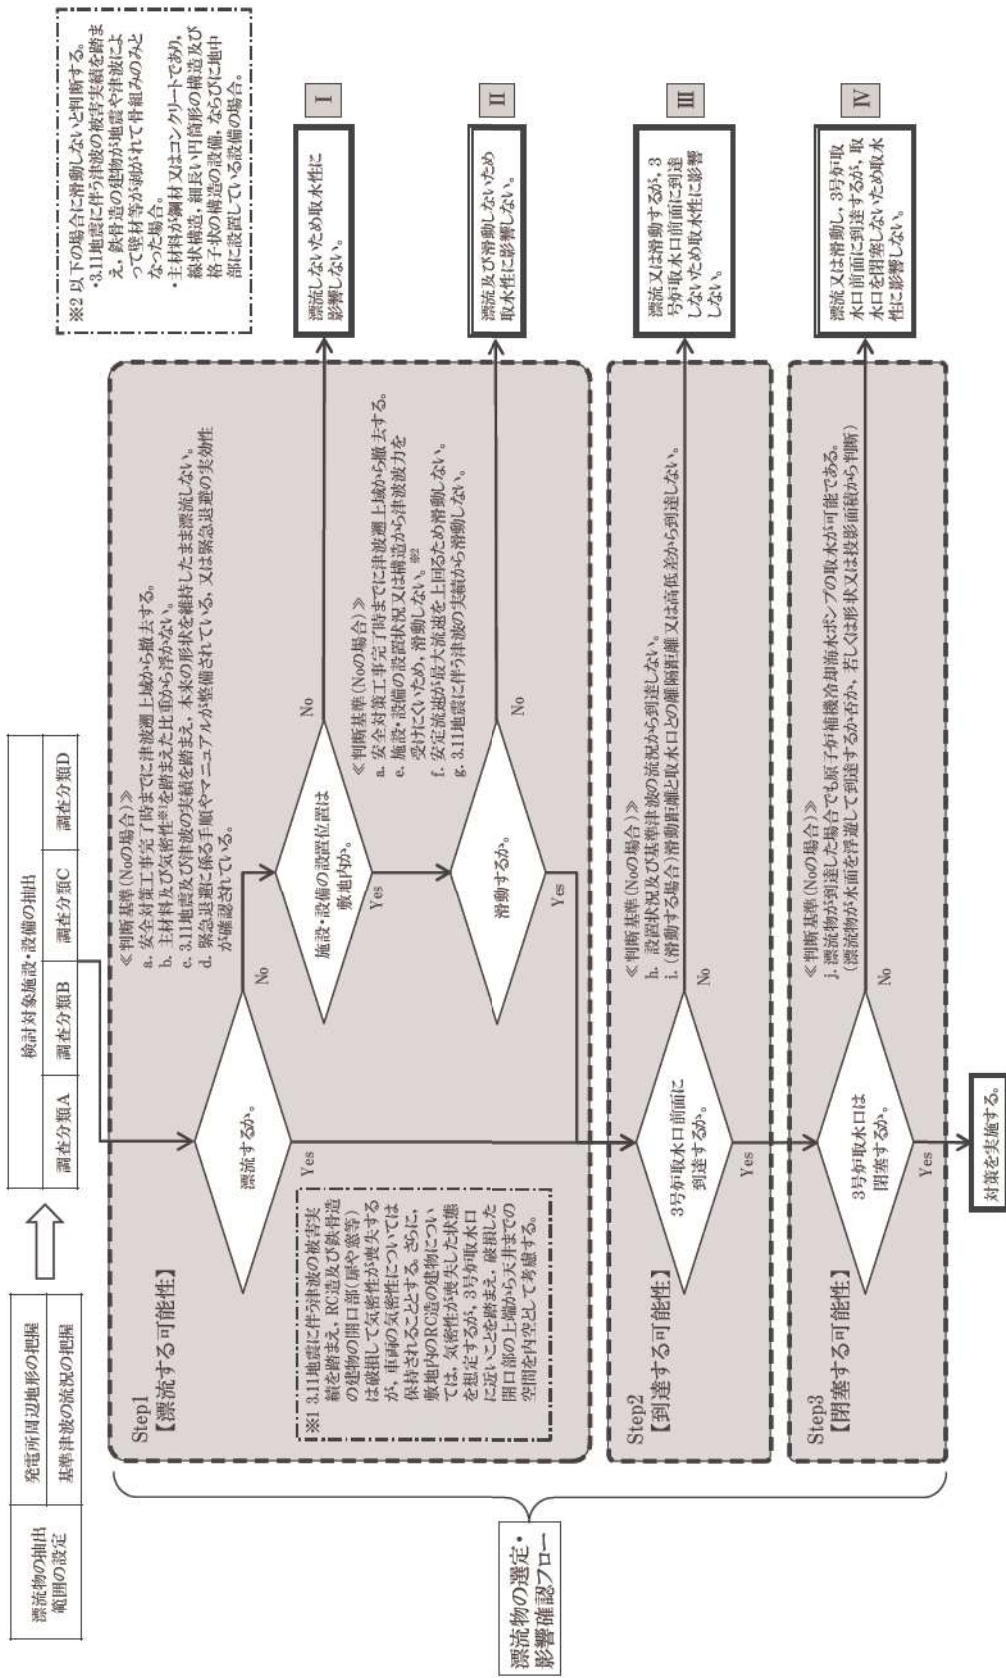 漂流物の抽出
範囲の設定
発電所周辺地形の把握
基準津波の流況の把握
検討対象施設・設備の抽出
調査分類A
調査分類B
調査分類C
調査分類D
※2 以下の場合に滑動しないと判断する。
・3.11地震に伴う津波の被害実績を踏ま
え，鉄骨造の建物が地震や津波によ
って壁材等が剥がれて骨組みのみと
なった場合。
・主材料が鋼材又はコンクリートであり，
線状構造，細長い円筒形の構造及び
格子状の構造の設備，ならびに地中
部に設置している設備の場合。
漂流物の選定・
影響確認フロー
Step1
【漂流する可能性】
漂流するか。
No
Yes
≪判断基準(Noの場合)≫
a. 安全対策工事完了時までに津波遡上域から撤去する。
b. 主材料及び気密性※1を踏まえた比重から浮かない。
c. 3.11地震及び津波の実績を踏まえ，本来の形状を維持したまま漂流しない。
d. 緊急退避に係る手順やマニュアルが整備されている，又は緊急退避の実効性
が確認されている。
※1 3.11地震に伴う津波の被害実
績を踏まえ，RC造及び鉄骨造
の建物の開口部（扉や窓等）
は破損して気密性が喪失する
が，車両の気密性については
保持されることとする。さらに，
敷地内のRC造の建物につい
ては，気密性が喪失した状態
を想定するが，3号炉取水口
に近いことを踏まえ，破損した
開口部の上端から天井までの
空間を内空として考慮する。
施設・設備の設置位置は
敷地内か。
No
Yes
漂流しないため取水性に
影響しない。
Ⅰ
≪判断基準(Noの場合)≫
a. 安全対策工事完了時までに津波遡上域から撤去する。
e. 施設・設備の設置状況又は構造から津波波力を
受けにくいため，滑動しない。※2
f. 安定流速が最大流速を上回るため滑動しない。
g. 3.11地震に伴う津波の実績から滑動しない。
滑動するか。
No
Yes
漂流及び滑動しないため
取水性に影響しない。
Ⅱ
Step2
【到達する可能性】
3号炉取水口前面に
到達するか。
No
Yes
≪判断基準(Noの場合)≫
h. 設置状況及び基準津波の流況から到達しない。
i. (滑動する場合)滑動距離と取水口との離隔距離又は高低差から到達しない。
漂流又は滑動するが，3
号炉取水口前面に到達
しないため取水性に影響
しない。
Ⅲ
Step3
【閉塞する可能性】
3号炉取水口は
閉塞するか。
No
Yes
≪判断基準(Noの場合)≫
j. 漂流物が到達した場合でも原子炉補機冷却海水ポンプの取水が可能である。
(漂流物が水面を浮遊して到達するか否か，若しくは形状又は投影面積から判断)
漂流又は滑動し，3号炉取
水口前面に到達するが，取
水口を閉塞しないため取水
性に影響しない。
Ⅳ
対策を実施する。